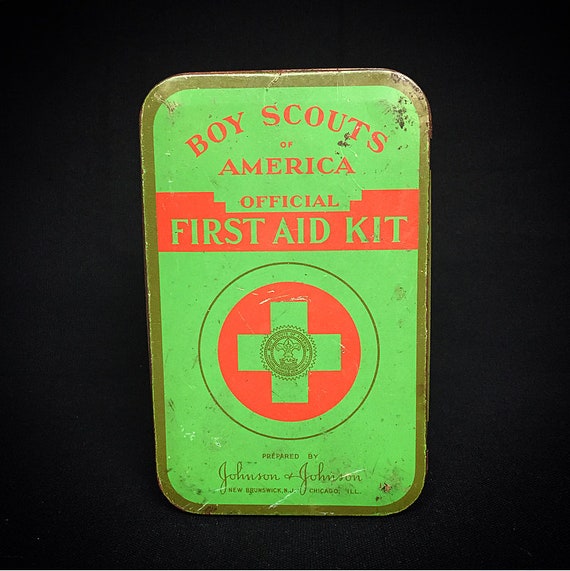 BOY SCOUTS
OF
AMERICA
OFFICIAL
FIRST AID KIT
PREPARED BY
Johnson & Johnson
NEW BRUNSWICK, N.J. CHICAGO, ILL.